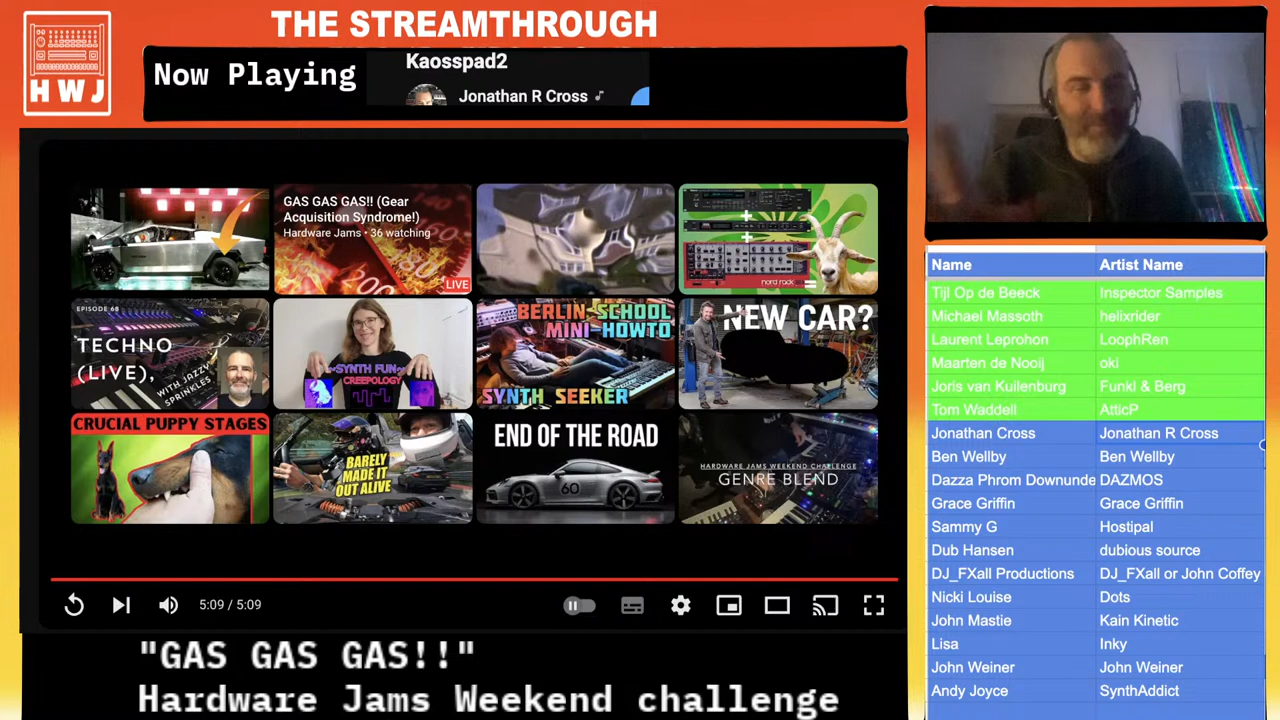 THE STREAMTHROUGH
HWJ
Now Playing
Kaosspad2
Jonathan R Cross
GAS GAS GAS!! (Gear
Acquisition Syndrome!)
Hardware Jams • 36 watching
LIVE
nord rack
EPISODE 68
TECHNO
(LIVE),
WITH JAZZY
SPRINKLES
~SYNTH FUN~
CREEPOLOGY
BERLIN-SCHOOL
MINI-HOWTO
SYNTH SEEKER
NEW CAR?
CRUCIAL PUPPY STAGES
BARELY
MADE IT
OUT ALIVE
END OF THE ROAD
60
HARDWARE JAMS WEEKEND CHALLENGE
GENRE BLEND
5:09 / 5:09
"GAS GAS GAS!!"
Hardware Jams Weekend challenge
Name Artist Name
Tijl Op de Beeck Inspector Samples
Michael Massoth helixrider
Laurent Leprohon LoophRen
Maarten de Nooij oki
Joris van Kuilenburg Funkl & Berg
Tom Waddell AtticP
Jonathan Cross Jonathan R Cross
Ben Wellby Ben Wellby
Dazza Phrom Downunde DAZMOS
Grace Griffin Grace Griffin
Sammy G Hostipal
Dub Hansen dubious source
DJ_FXall Productions DJ_FXall or John Coffey
Nicki Louise Dots
John Mastie Kain Kinetic
Lisa Inky
John Weiner John Weiner
Andy Joyce SynthAddict